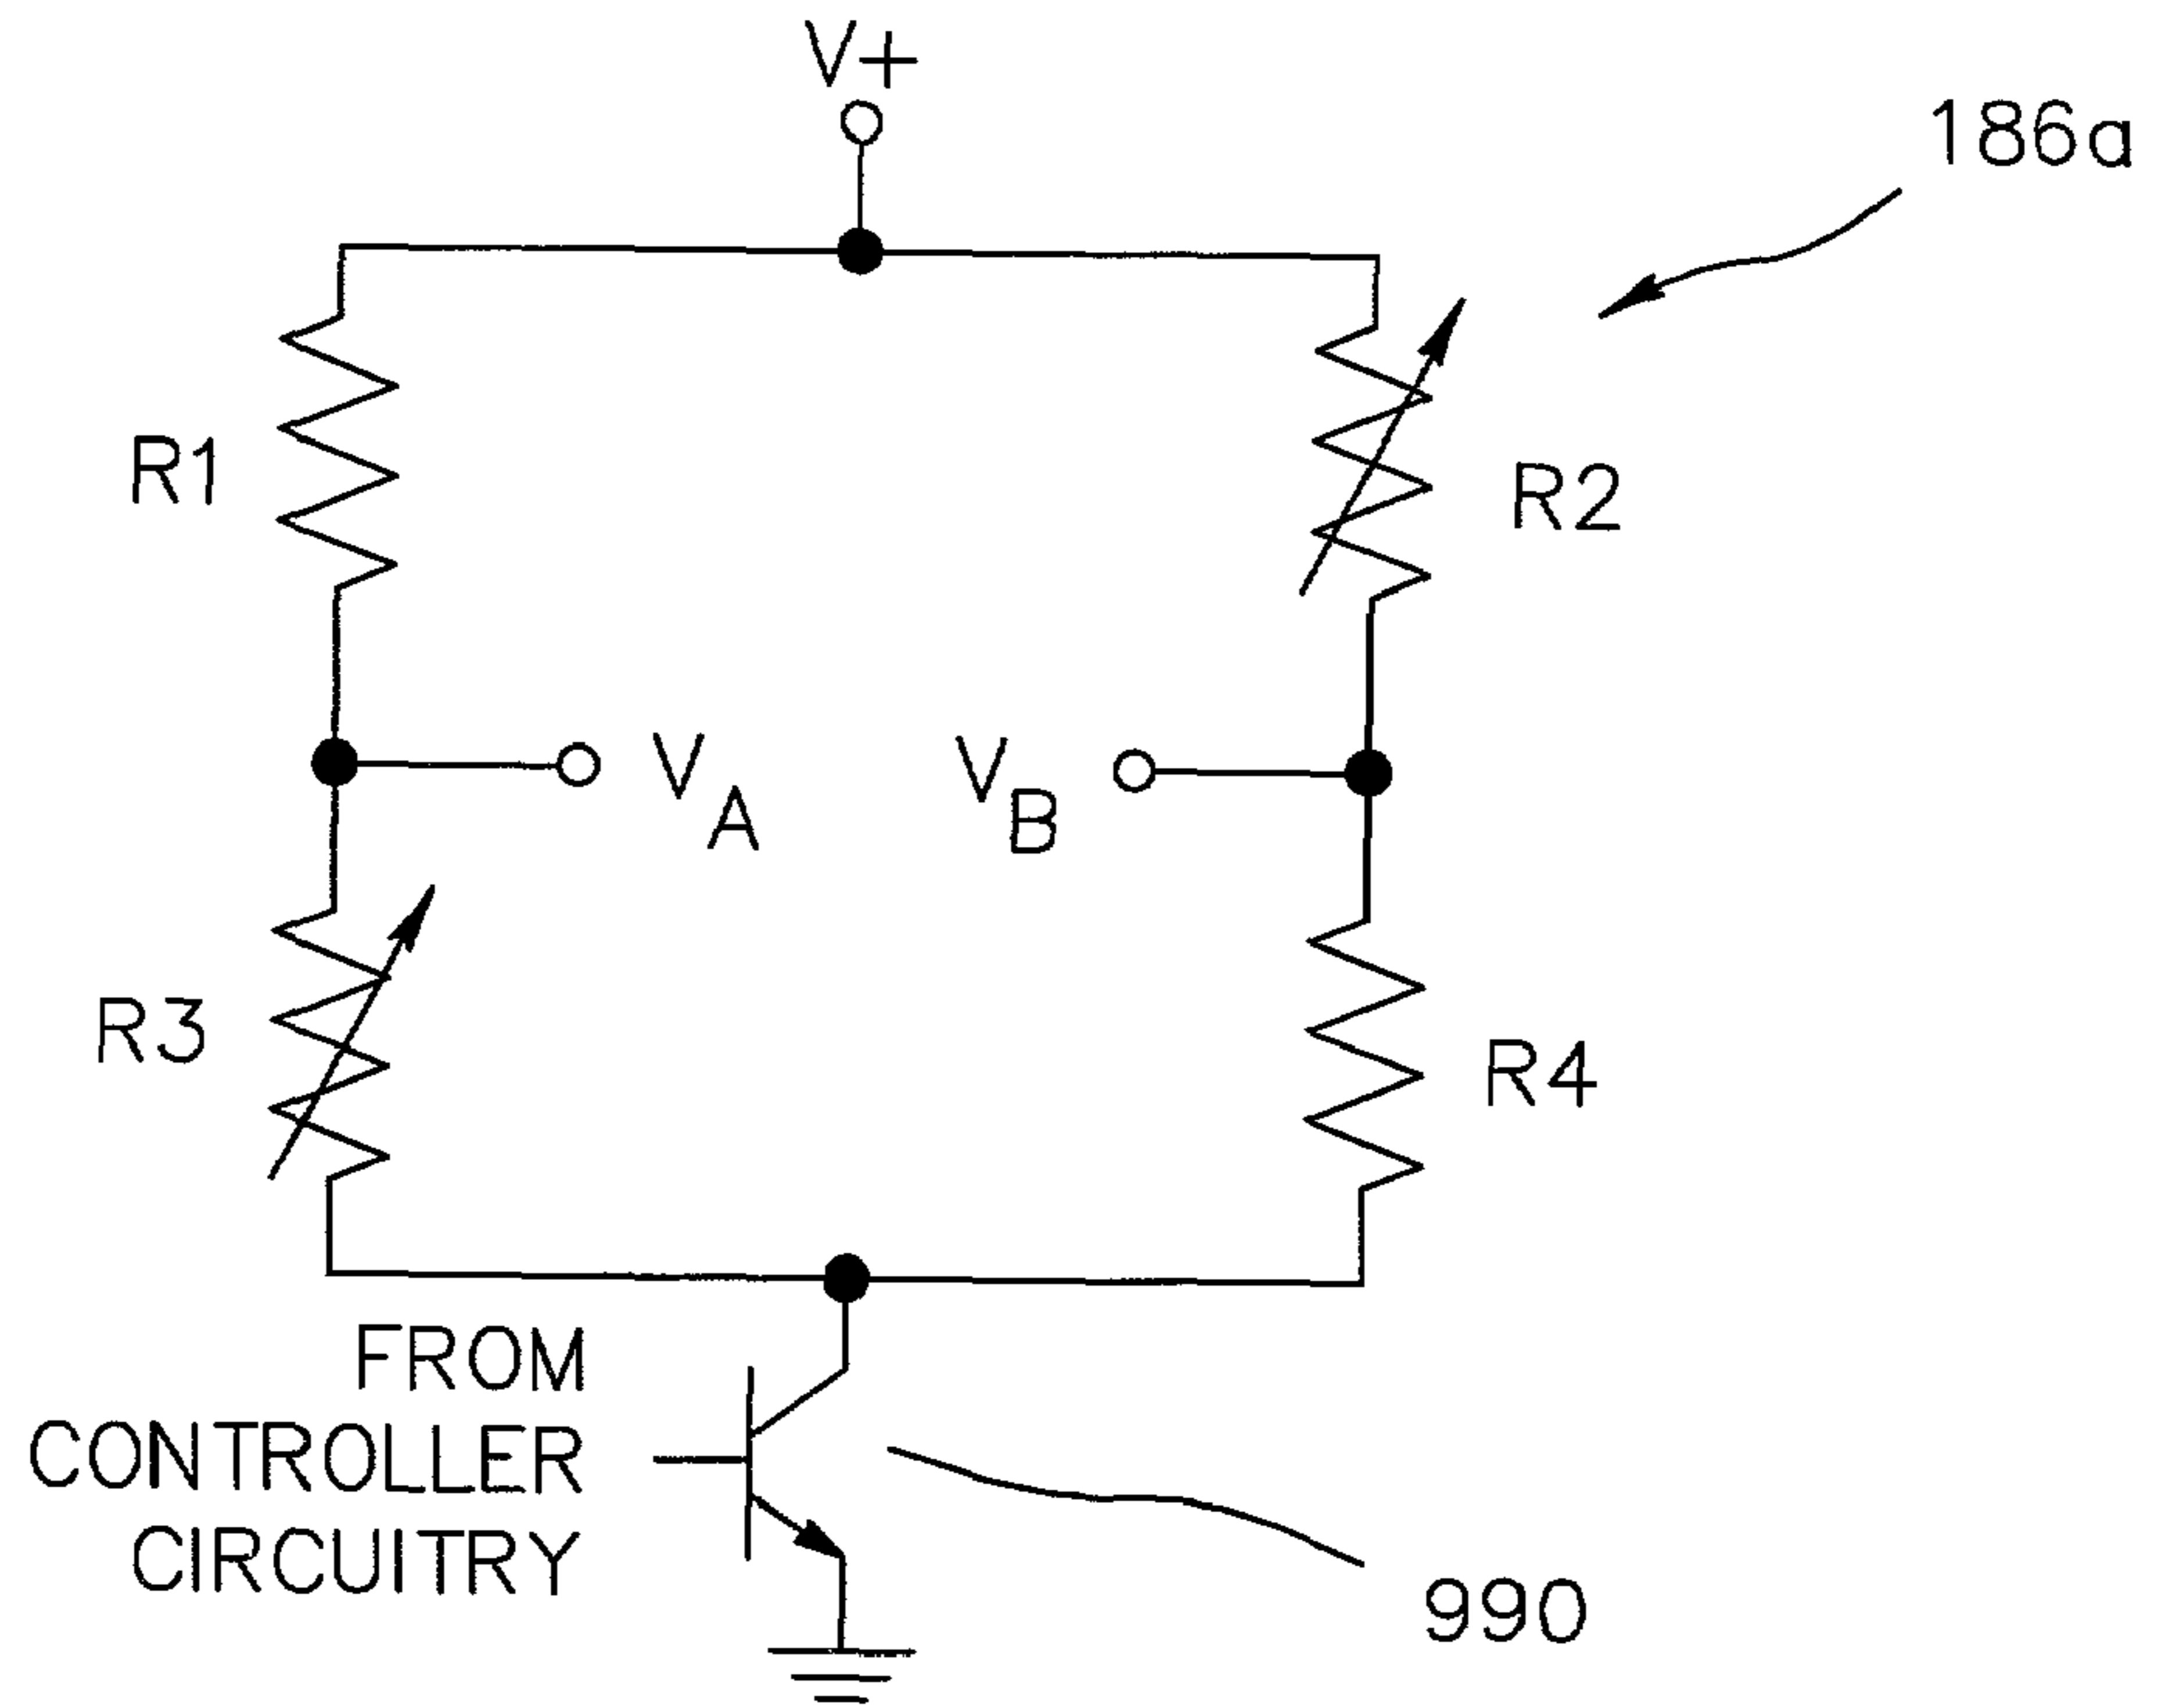 V+
186a
R1
R2
VA
VB
R3
R4
FROM
CONTROLLER
CIRCUITRY
990